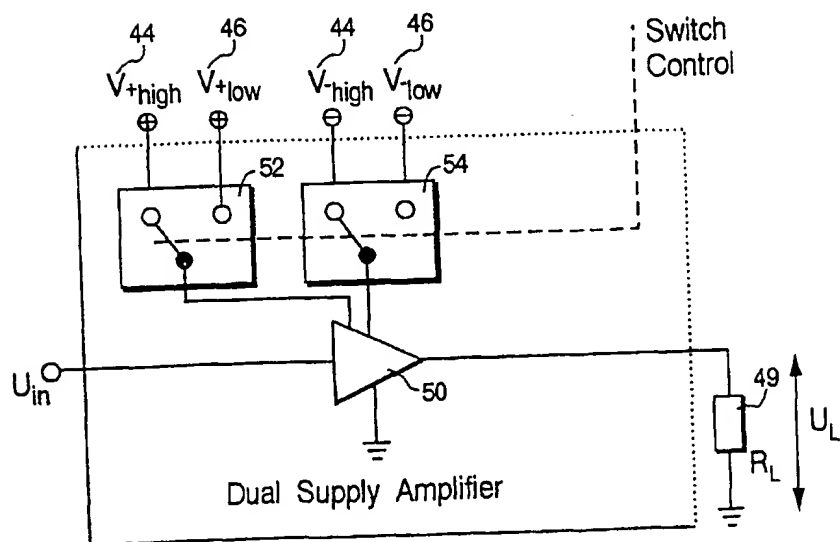 44 46 44 46
V+high V+low V-high V-low
Switch
Control
52
54
50
Uin
49
RL
UL
Dual Supply Amplifier